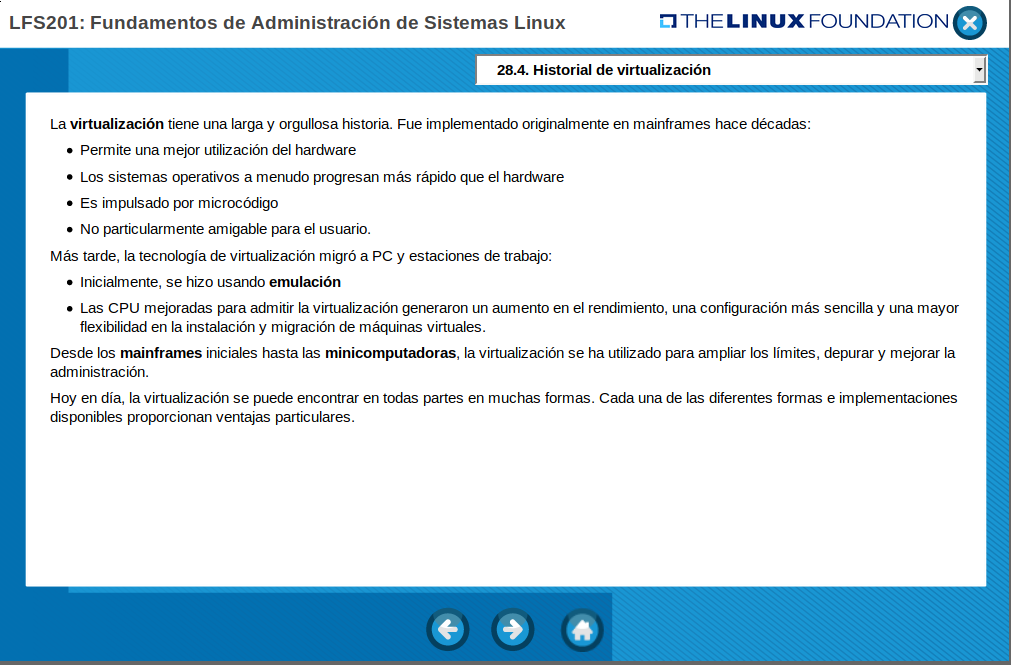 LFS201: Fundamentos de Administración de Sistemas Linux
THE LINUX FOUNDATION
28.4. Historial de virtualización
La virtualización tiene una larga y orgullosa historia. Fue implementado originalmente en mainframes hace décadas:
Permite una mejor utilización del hardware
Los sistemas operativos a menudo progresan más rápido que el hardware
Es impulsado por microcódigo
No particularmente amigable para el usuario.
Más tarde, la tecnología de virtualización migró a PC y estaciones de trabajo:
Inicialmente, se hizo usando emulación
Las CPU mejoradas para admitir la virtualización generaron un aumento en el rendimiento, una configuración más sencilla y una mayor
flexibilidad en la instalación y migración de máquinas virtuales.
Desde los mainframes iniciales hasta las minicomputadoras, la virtualización se ha utilizado para ampliar los límites, depurar y mejorar la
administración.
Hoy en día, la virtualización se puede encontrar en todas partes en muchas formas. Cada una de las diferentes formas e implementaciones
disponibles proporcionan ventajas particulares.